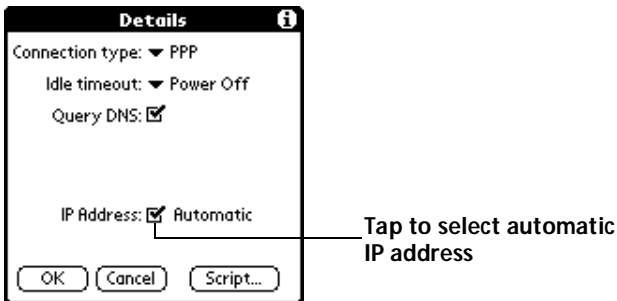 Details
Connection type: PPP
Idle timeout: Power Off
Query DNS:
IP Address: Automatic
Tap to select automatic
IP address
OK Cancel Script...